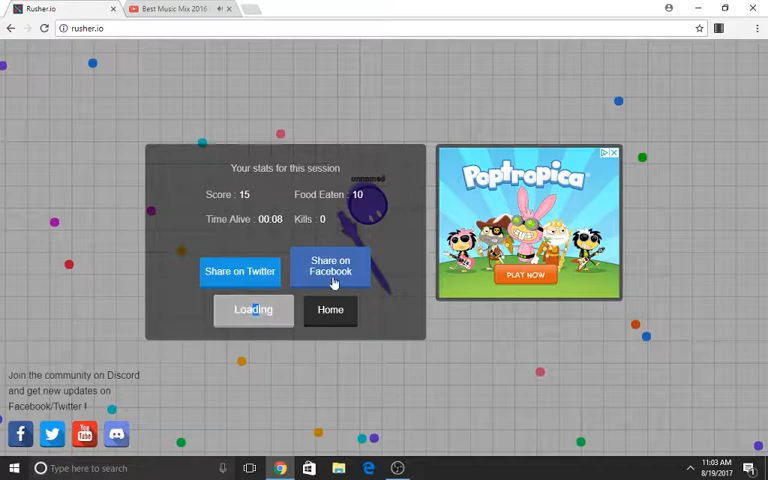 Rusher.io
Best Music Mix 2016
rusher.io
Your stats for this session
unnamed
Score : 15
Food Eaten : 10
Time Alive : 00:08
Kills : 0
Share on Twitter
Share on
Facebook
Loading
Home
Poptropica
PLAY NOW
Join the community on Discord
and get new updates on
Facebook/Twitter !
You
Tube
Type here to search
11:03 AM
8/19/2017